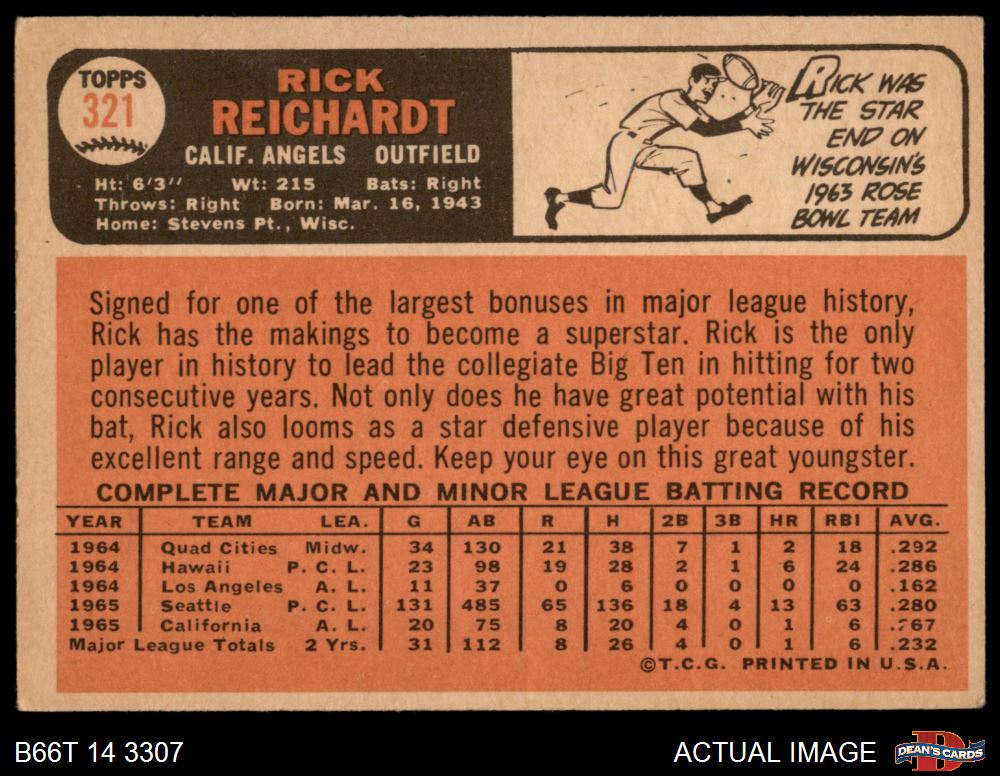 TOPPS
321
RICK
REICHARDT
CALIF. ANGELS OUTFIELD
Ht: 6'3" Wt: 215 Bats: Right
Throws: Right Born: Mar. 16, 1943
Home: Stevens Pt., Wisc.
RICK WAS
THE STAR
END ON
WISCONSIN'S
1963 ROSE
BOWL TEAM
Signed for one of the largest bonuses in major league history,
Rick has the makings to become a superstar. Rick is the only
player in history to lead the collegiate Big Ten in hitting for two
consecutive years. Not only does he have great potential with his
bat, Rick also looms as a star defensive player because of his
excellent range and speed. Keep your eye on this great youngster.
COMPLETE MAJOR AND MINOR LEAGUE BATTING RECORD
YEAR TEAM LEA. G AB R H 2B 3B HR RBI AVG.
1964 Quad Cities Midw. 34 130 21 38 7 1 2 18 .292
1964 Hawaii P. C. L. 23 98 19 28 2 1 6 24 .286
1964 Los Angeles A. L. 11 37 0 6 0 0 0 0 .162
1965 Seattle P. C. L. 131 485 65 136 18 4 13 63 .280
1965 California A. L. 20 75 8 20 4 0 1 6 .267
Major League Totals 2 Yrs. 31 112 8 26 4 0 1 6 .232
©T.C.G. PRINTED IN U.S.A.
B66T 14 3307
ACTUAL IMAGE
D
DEAN'S CARDS